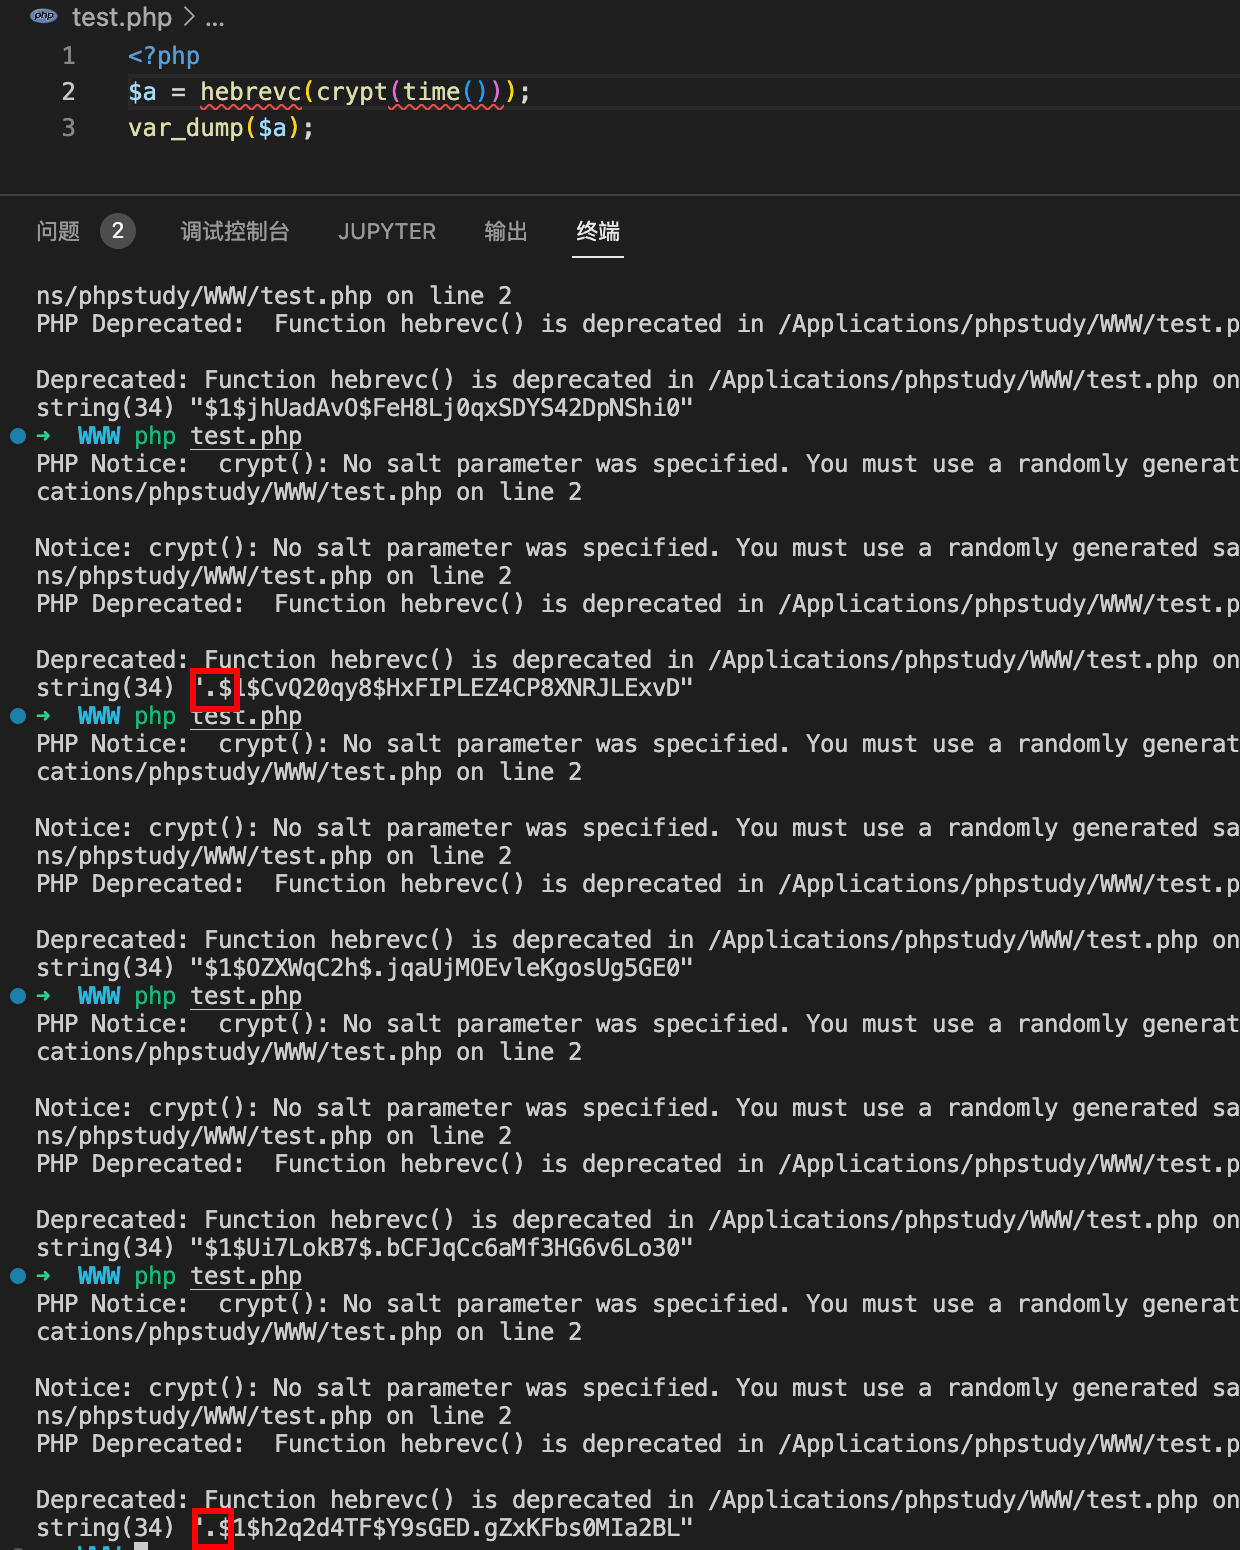 php test.php > ...
1 <?php
2 $a = hebrevc(crypt(time()));
3 var_dump($a);
问题 2 调试控制台 JUPYTER 输出 终端
ns/phpstudy/WWW/test.php on line 2
PHP Deprecated:  Function hebrevc() is deprecated in /Applications/phpstudy/WWW/test.p
Deprecated: Function hebrevc() is deprecated in /Applications/phpstudy/WWW/test.php on
string(34) "$1$jhUadAvO$FeH8Lj0qxSDYS42DpNShi0"
➜  WWW php test.php
PHP Notice:  crypt(): No salt parameter was specified. You must use a randomly generat
cations/phpstudy/WWW/test.php on line 2
Notice: crypt(): No salt parameter was specified. You must use a randomly generated sa
ns/phpstudy/WWW/test.php on line 2
PHP Deprecated:  Function hebrevc() is deprecated in /Applications/phpstudy/WWW/test.p
Deprecated: Function hebrevc() is deprecated in /Applications/phpstudy/WWW/test.php on
string(34) ".$1$CvQ20qy8$HxFIPLEZ4CP8XNRJLExvD"
➜  WWW php test.php
PHP Notice:  crypt(): No salt parameter was specified. You must use a randomly generat
cations/phpstudy/WWW/test.php on line 2
Notice: crypt(): No salt parameter was specified. You must use a randomly generated sa
ns/phpstudy/WWW/test.php on line 2
PHP Deprecated:  Function hebrevc() is deprecated in /Applications/phpstudy/WWW/test.p
Deprecated: Function hebrevc() is deprecated in /Applications/phpstudy/WWW/test.php on
string(34) "$1$OZXWqC2h$.jqaUjMOEvleKgosUg5GE0"
➜  WWW php test.php
PHP Notice:  crypt(): No salt parameter was specified. You must use a randomly generat
cations/phpstudy/WWW/test.php on line 2
Notice: crypt(): No salt parameter was specified. You must use a randomly generated sa
ns/phpstudy/WWW/test.php on line 2
PHP Deprecated:  Function hebrevc() is deprecated in /Applications/phpstudy/WWW/test.p
Deprecated: Function hebrevc() is deprecated in /Applications/phpstudy/WWW/test.php on
string(34) "$1$Ui7LokB7$.bCFJqCc6aMf3HG6v6Lo30"
➜  WWW php test.php
PHP Notice:  crypt(): No salt parameter was specified. You must use a randomly generat
cations/phpstudy/WWW/test.php on line 2
Notice: crypt(): No salt parameter was specified. You must use a randomly generated sa
ns/phpstudy/WWW/test.php on line 2
PHP Deprecated:  Function hebrevc() is deprecated in /Applications/phpstudy/WWW/test.p
Deprecated: Function hebrevc() is deprecated in /Applications/phpstudy/WWW/test.php on
string(34) ".$1$h2q2d4TF$Y9sGED.gZxKFbs0MIa2BL"